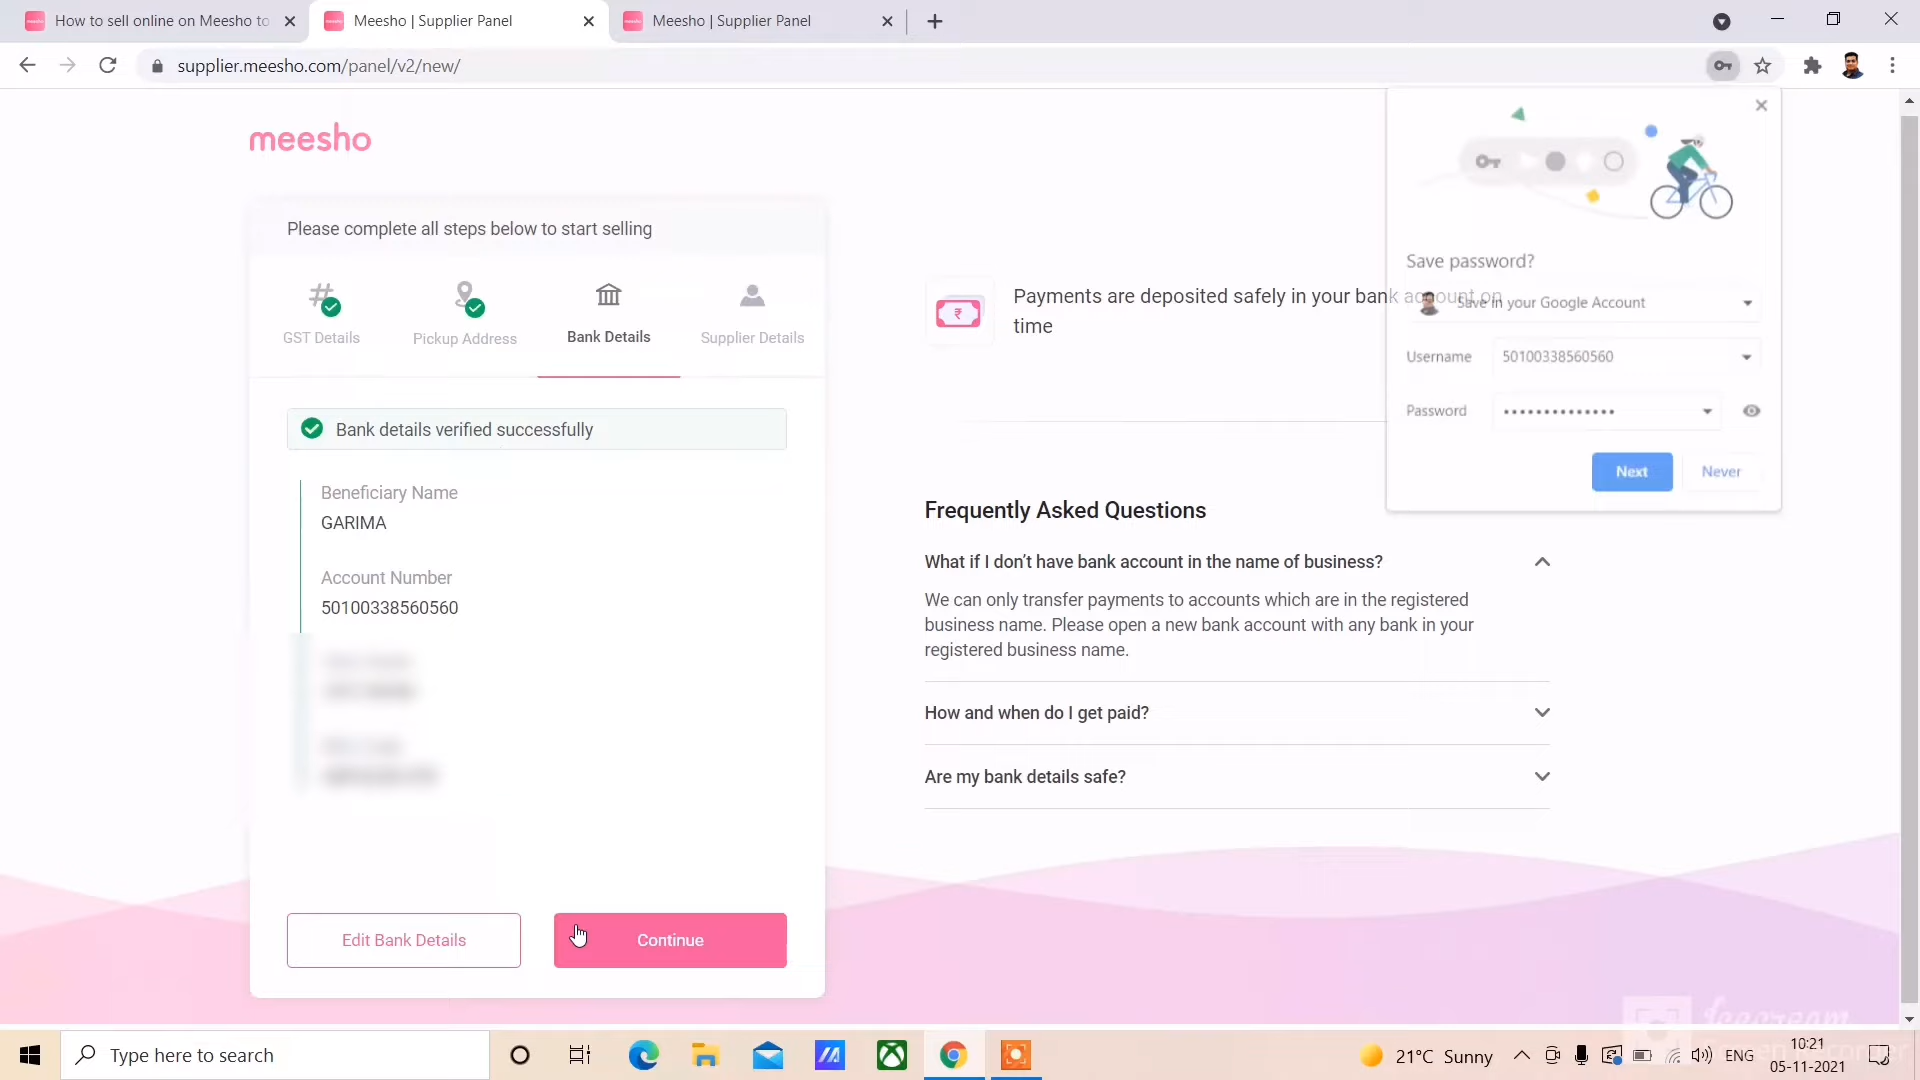 How to sell online on Meesho to
Meesho | Supplier Panel
Meesho | Supplier Panel
supplier.meesho.com/panel/v2/new/
meesho
Please complete all steps below to start selling
GST Details
Pickup Address
Bank Details
Supplier Details
Bank details verified successfully
Beneficiary Name
GARIMA
Account Number
50100338560560
Edit Bank Details
Continue
Payments are deposited safely in your bank account on
time
Save password?
Save in your Google Account
Username
50100338560560
Password
Next
Never
Frequently Asked Questions
What if I don’t have bank account in the name of business?
We can only transfer payments to accounts which are in the registered
business name. Please open a new bank account with any bank in your
registered business name.
How and when do I get paid?
Are my bank details safe?
Type here to search
21°C Sunny
ENG
10:21
05-11-2021